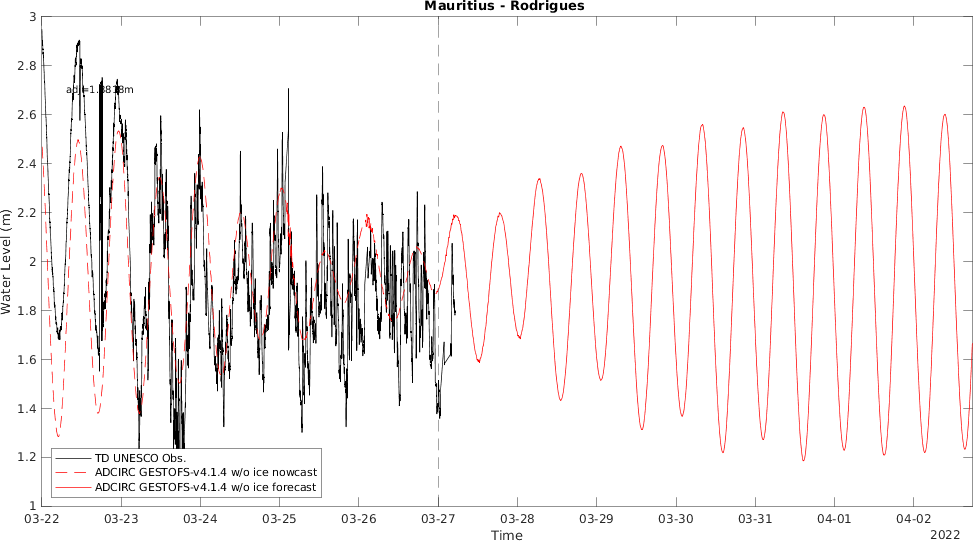 Mauritius - Rodrigues
Water Level (m)
3
2.8
2.6
2.4
2.2
2
1.8
1.6
1.4
1.2
1
TD UNESCO Obs.
ADCIRC GESTOFS-v4.1.4 w/o ice nowcast
ADCIRC GESTOFS-v4.1.4 w/o ice forecast
03-22 03-23 03-24 03-25 03-26 03-27 03-28 03-29 03-30 03-31 04-01 04-02
Time
2022